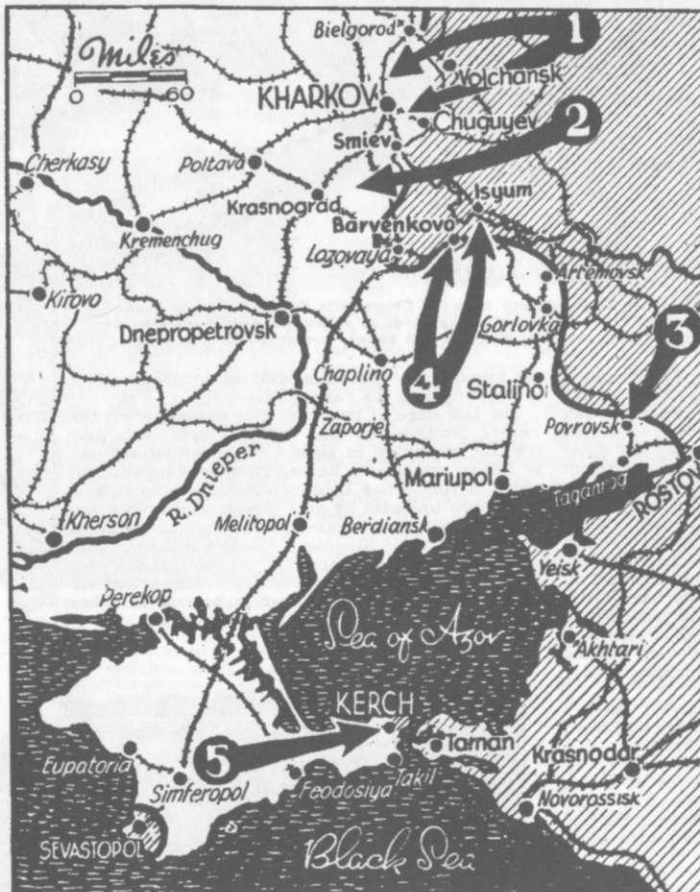 Bielgorod
1
Miles
0 60
Volchansk
KHARKOV
Chuguyev
2
Smiev
Cherkasy
Poltava
Krasnograd
Isyum
Barvenkovo
Kremenchug
Lozovaya
Artemovsk
Kirovo
Gorlovka
Dnepropetrovsk
3
Chaplino
4
Stalino
Zaporje
Povrovsk
R. Dnieper
Mariupol
Taganrog
ROSTOV
Kherson
Melitopol
Berdiansk
Yeisk
Perekop
Sea of Azov
Akhtari
KERCH
5
Taman
Eupatoria
Krasnodar
Simferopol
Feodosiya
Takil
Novorossisk
SEVASTOPOL
Black Sea